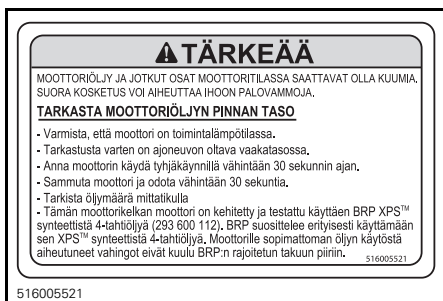 TÄRKEÄÄ
MOOTTORIÖLJY JA JOTKUT OSAT MOOTTORITILASSA SAATTAVAT OLLA KUUMIA.
SUORA KOSKETUS VOI AIHEUTTAA IHOON PALOVAMMOJA.
TARKASTA MOOTTORIÖLJYN PINNAN TASO
- Varmista, että moottori on toimintalämpötilassa.
- Tarkastusta varten on ajoneuvon oltava vaakatasossa.
- Anna moottorin käydä tyhjäkäynnillä vähintään 30 sekunnin ajan.
- Sammuta moottori ja odota vähintään 30 sekuntia.
- Tarkista öljymäärä mittatikulla
- Tämän moottorikelkan moottori on kehitetty ja testattu käyttäen BRP XPS™
synteettistä 4-tahtiöljyä (293 600 112). BRP suosittelee erityisesti käyttämään
sen XPS™ synteettistä 4-tahtiöljyä. Moottorille sopimattoman öljyn käytöstä
aiheutuneet vahingot eivät kuulu BRP:n rajoitetun takuun piiriin.
516005521
516005521